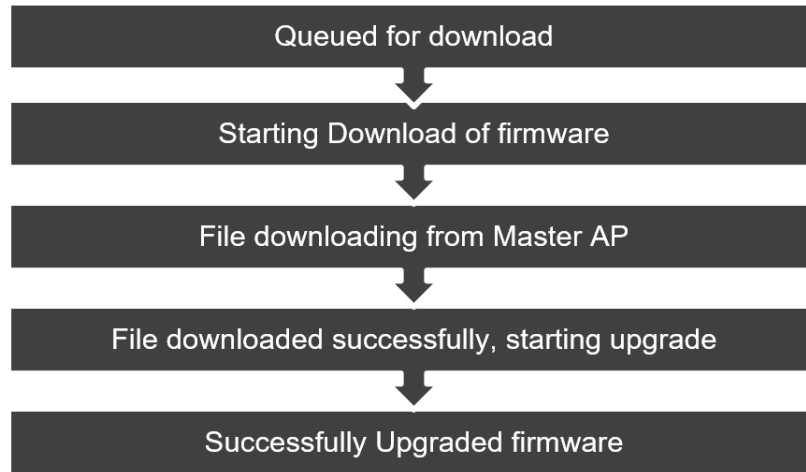 Queued for download
Starting Download of firmware
File downloading from Master AP
File downloaded successfully, starting upgrade
Successfully Upgraded firmware